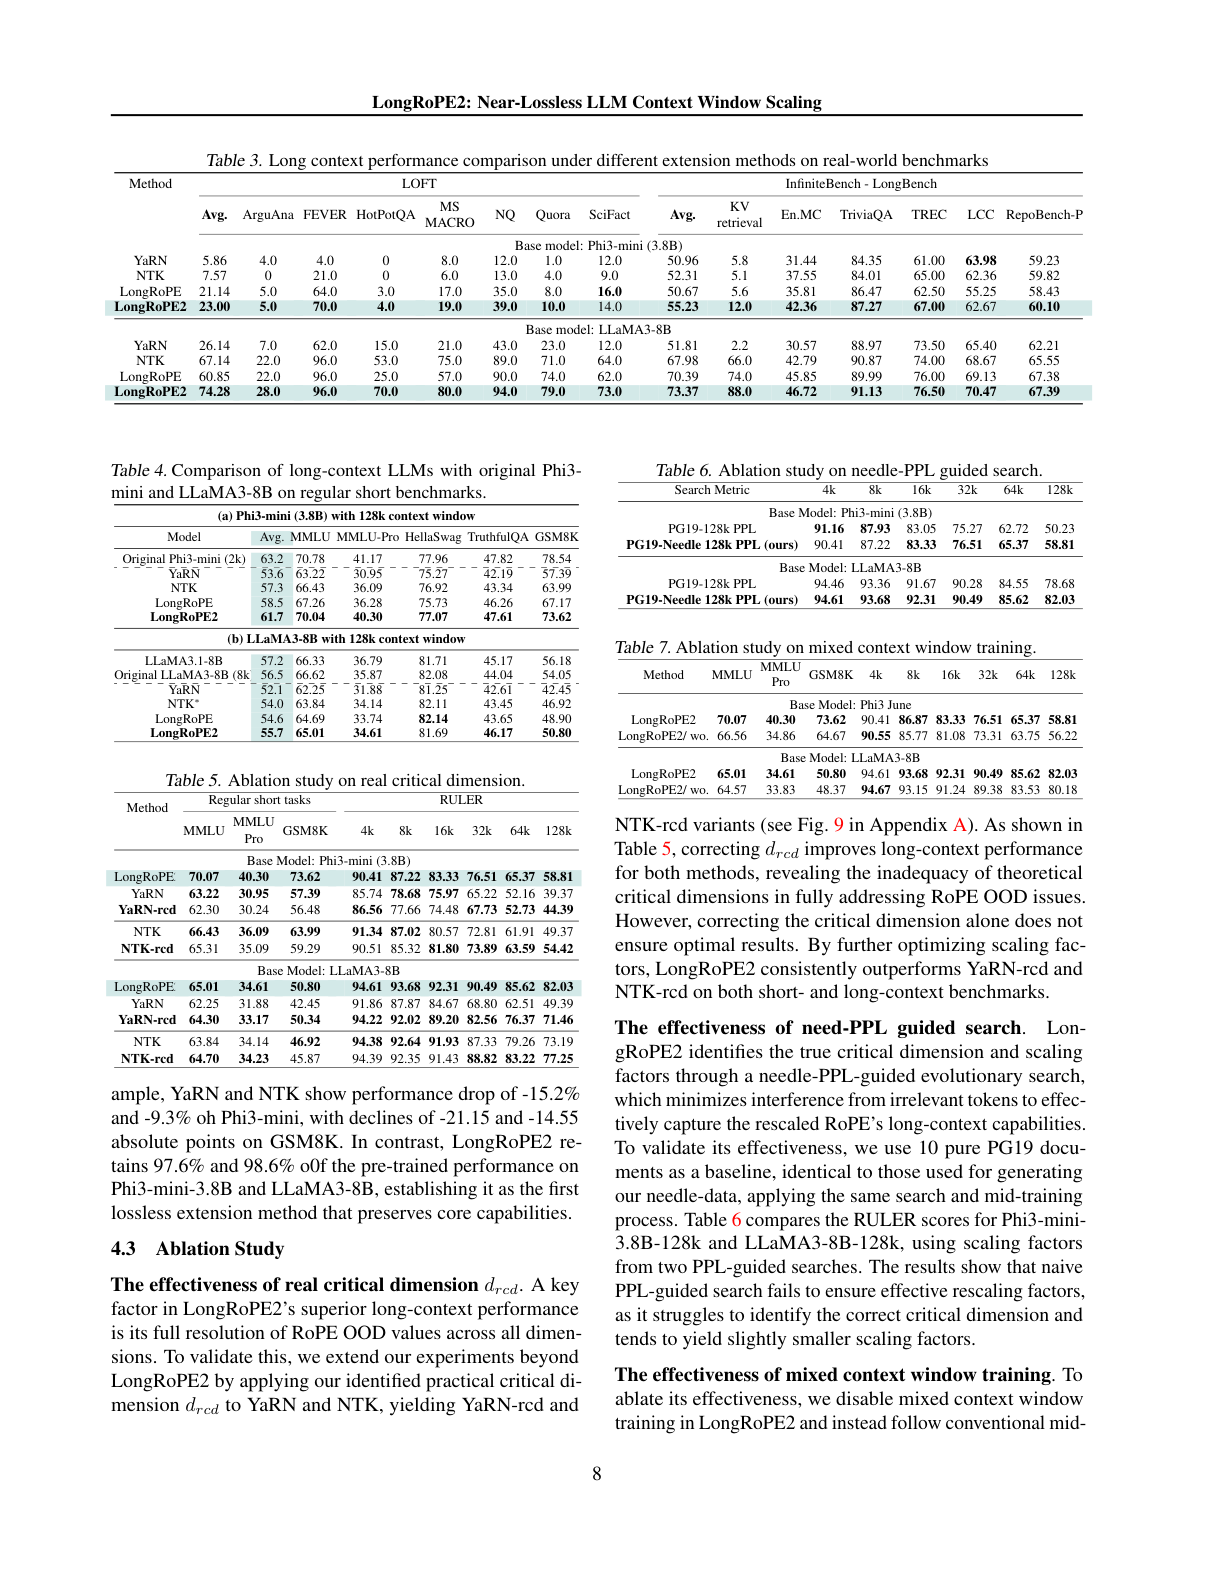 LongRoPE2: Near-Lossless LLM Context Window Scaling
Table 3. Long context performance comparison under different extension methods on real-world benchmarks
Method LOFT InfiniteBench - LongBench
Avg. ArguAna FEVER HotPotQA MS MACRO NQ Quora SciFact Avg. KV retrieval En.MC TriviaQA TREC LCC RepoBench-P
Base model: Phi3-mini (3.8B)
YaRN 5.86 4.0 4.0 0 8.0 12.0 1.0 12.0 50.96 5.8 31.44 84.35 61.00 63.98 59.23
NTK 7.57 0 21.0 0 6.0 13.0 4.0 9.0 52.31 5.1 37.55 84.01 65.00 62.36 59.82
LongRoPE 21.14 5.0 64.0 3.0 17.0 35.0 8.0 16.0 50.67 5.6 35.81 86.47 62.50 55.25 58.43
LongRoPE2 23.00 5.0 70.0 4.0 19.0 39.0 10.0 14.0 55.23 12.0 42.36 87.27 67.00 62.67 60.10
Base model: LLaMA3-8B
YaRN 26.14 7.0 62.0 15.0 21.0 43.0 23.0 12.0 51.81 2.2 30.57 88.97 73.50 65.40 62.21
NTK 67.14 22.0 96.0 53.0 75.0 89.0 71.0 64.0 67.98 66.0 42.79 90.87 74.00 68.67 65.55
LongRoPE 60.85 22.0 96.0 25.0 57.0 90.0 74.0 62.0 70.39 74.0 45.85 89.99 76.00 69.13 67.38
LongRoPE2 74.28 28.0 96.0 70.0 80.0 94.0 79.0 73.0 73.37 88.0 46.72 91.13 76.50 70.47 67.39
Table 4. Comparison of long-context LLMs with original Phi3-
mini and LLaMA3-8B on regular short benchmarks.
(a) Phi3-mini (3.8B) with 128k context window
Model Avg. MMLU MMLU-Pro HellaSwag TruthfulQA GSM8K
Original Phi3-mini (2k) 63.2 70.78 41.17 77.96 47.82 78.54
YaRN 53.6 63.22 30.95 75.27 42.19 57.39
NTK 57.3 66.43 36.09 76.92 43.34 63.99
LongRoPE 58.5 67.26 36.28 75.73 46.26 67.17
LongRoPE2 61.7 70.04 40.30 77.07 47.61 73.62
(b) LLaMA3-8B with 128k context window
LLaMA3.1-8B 57.2 66.33 36.79 81.71 45.17 56.18
Original LLaMA3-8B (8k 56.5 66.62 35.87 82.08 44.04 54.05
YaRN 52.1 62.25 31.88 81.25 42.61 42.45
NTK* 54.0 63.84 34.14 82.11 43.45 46.92
LongRoPE 54.6 64.69 33.74 82.14 43.65 48.90
LongRoPE2 55.7 65.01 34.61 81.69 46.17 50.80
Table 5. Ablation study on real critical dimension.
Method Regular short tasks RULER
MMLU MMLU Pro GSM8K 4k 8k 16k 32k 64k 128k
Base Model: Phi3-mini (3.8B)
LongRoPE 70.07 40.30 73.62 90.41 87.22 83.33 76.51 65.37 58.81
YaRN 63.22 30.95 57.39 85.74 78.68 75.97 65.22 52.16 39.37
YaRN-rcd 62.30 30.24 56.48 86.56 77.66 74.48 67.73 52.73 44.39
NTK 66.43 36.09 63.99 91.34 87.02 80.57 72.81 61.91 49.37
NTK-rcd 65.31 35.09 59.29 90.51 85.32 81.80 73.89 63.59 54.42
Base Model: LLaMA3-8B
LongRoPE 65.01 34.61 50.80 94.61 93.68 92.31 90.49 85.62 82.03
YaRN 62.25 31.88 42.45 91.86 87.87 84.67 68.80 62.51 49.39
YaRN-rcd 64.30 33.17 50.34 94.22 92.02 89.20 82.56 76.37 71.46
NTK 63.84 34.14 46.92 94.38 92.64 91.93 87.33 79.26 73.19
NTK-rcd 64.70 34.23 45.87 94.39 92.35 91.43 88.82 83.22 77.25
ample, YaRN and NTK show performance drop of -15.2%
and -9.3% oh Phi3-mini, with declines of -21.15 and -14.55
absolute points on GSM8K. In contrast, LongRoPE2 re-
tains 97.6% and 98.6% o0f the pre-trained performance on
Phi3-mini-3.8B and LLaMA3-8B, establishing it as the first
lossless extension method that preserves core capabilities.
4.3 Ablation Study
The effectiveness of real critical dimension d_rcd. A key
factor in LongRoPE2's superior long-context performance
is its full resolution of RoPE OOD values across all dimen-
sions. To validate this, we extend our experiments beyond
LongRoPE2 by applying our identified practical critical di-
mension d_rcd to YaRN and NTK, yielding YaRN-rcd and
Table 6. Ablation study on needle-PPL guided search.
Search Metric 4k 8k 16k 32k 64k 128k
Base Model: Phi3-mini (3.8B)
PG19-128k PPL 91.16 87.93 83.05 75.27 62.72 50.23
PG19-Needle 128k PPL (ours) 90.41 87.22 83.33 76.51 65.37 58.81
Base Model: LLaMA3-8B
PG19-128k PPL 94.46 93.36 91.67 90.28 84.55 78.68
PG19-Needle 128k PPL (ours) 94.61 93.68 92.31 90.49 85.62 82.03
Table 7. Ablation study on mixed context window training.
Method MMLU MMLU Pro GSM8K 4k 8k 16k 32k 64k 128k
Base Model: Phi3 June
LongRoPE2 70.07 40.30 73.62 90.41 86.87 83.33 76.51 65.37 58.81
LongRoPE2/ wo. 66.56 34.86 64.67 90.55 85.77 81.08 73.31 63.75 56.22
Base Model: LLaMA3-8B
LongRoPE2 65.01 34.61 50.80 94.61 93.68 92.31 90.49 85.62 82.03
LongRoPE2/ wo. 64.57 33.83 48.37 94.67 93.15 91.24 89.38 83.53 80.18
NTK-rcd variants (see Fig. 9 in Appendix A). As shown in
Table 5, correcting d_rcd improves long-context performance
for both methods, revealing the inadequacy of theoretical
critical dimensions in fully addressing RoPE OOD issues.
However, correcting the critical dimension alone does not
ensure optimal results. By further optimizing scaling fac-
tors, LongRoPE2 consistently outperforms YaRN-rcd and
NTK-rcd on both short- and long-context benchmarks.
The effectiveness of need-PPL guided search. Lon-
gRoPE2 identifies the true critical dimension and scaling
factors through a needle-PPL-guided evolutionary search,
which minimizes interference from irrelevant tokens to effec-
tively capture the rescaled RoPE's long-context capabilities.
To validate its effectiveness, we use 10 pure PG19 docu-
ments as a baseline, identical to those used for generating
our needle-data, applying the same search and mid-training
process. Table 6 compares the RULER scores for Phi3-mini-
3.8B-128k and LLaMA3-8B-128k, using scaling factors
from two PPL-guided searches. The results show that naive
PPL-guided search fails to ensure effective rescaling factors,
as it struggles to identify the correct critical dimension and
tends to yield slightly smaller scaling factors.
The effectiveness of mixed context window training. To
ablate its effectiveness, we disable mixed context window
training in LongRoPE2 and instead follow conventional mid-
8